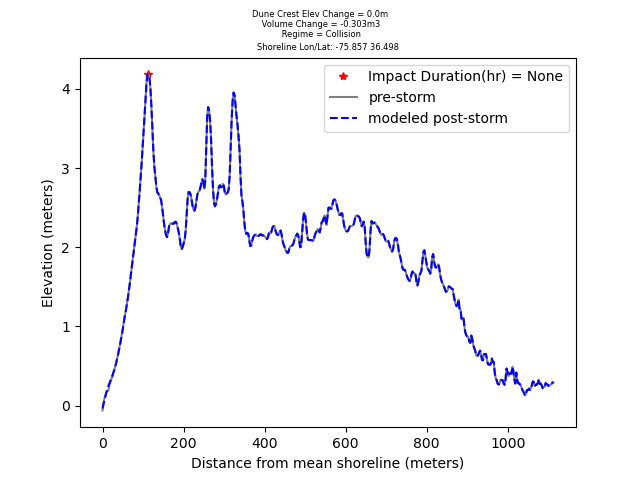 Dune Crest Elev Change = 0.0m
Volume Change = -0.303m3
Regime = Collision
Shoreline Lon/Lat: -75.857 36.498
Impact Duration(hr) = None
pre-storm
modeled post-storm
4
3
2
1
0
Elevation (meters)
0 200 400 600 800 1000
Distance from mean shoreline (meters)